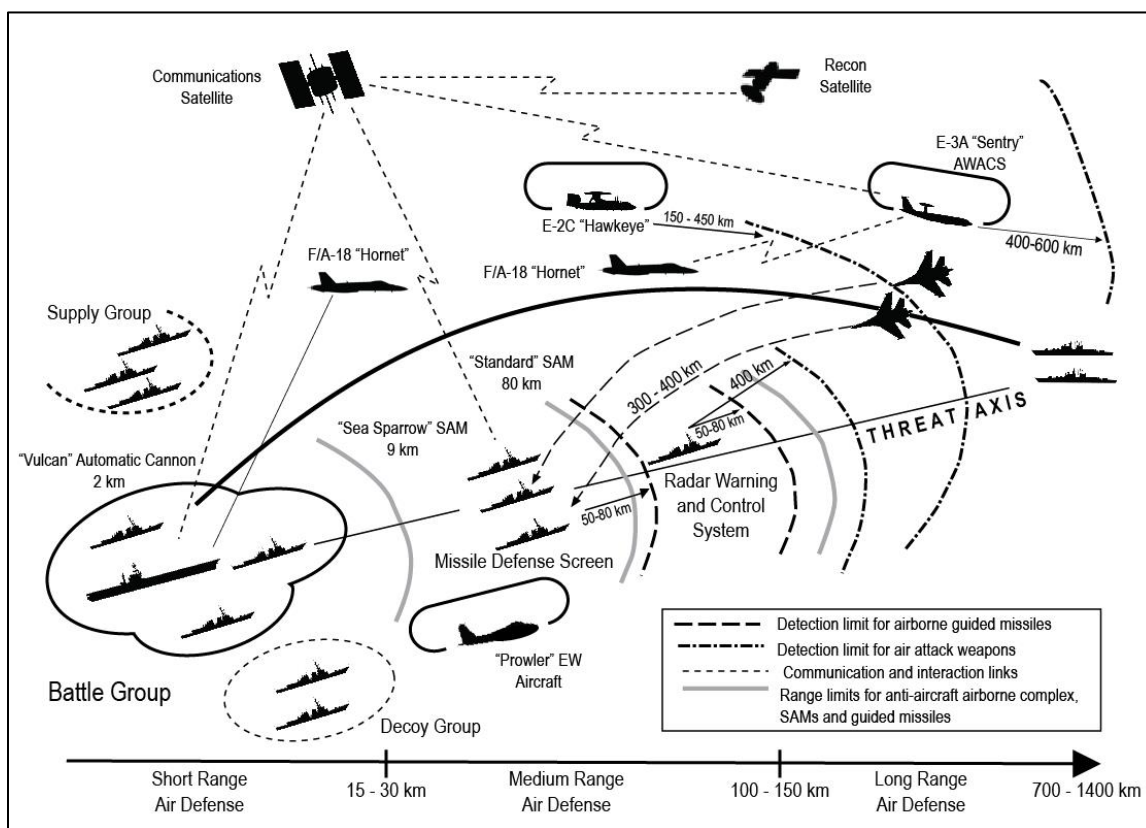 Communications
Satellite
Recon
Satellite
E-3A “Sentry”
AWACS
E-2C “Hawkeye”
150 - 450 km
400-600 km
F/A-18 “Hornet”
F/A-18 “Hornet”
Supply Group
“Standard” SAM
80 km
300 - 400 km
400 km
50-80 km
THREAT AXIS
“Sea Sparrow” SAM
9 km
“Vulcan” Automatic Cannon
2 km
Radar Warning
and Control
System
50-80 km
Missile Defense Screen
“Prowler” EW
Aircraft
Battle Group
Decoy Group
Detection limit for airborne guided missiles
Detection limit for air attack weapons
Communication and interaction links
Range limits for anti-aircraft airborne complex,
SAMs and guided missiles
Short Range
Air Defense
15 - 30 km
Medium Range
Air Defense
100 - 150 km
Long Range
Air Defense
700 - 1400 km